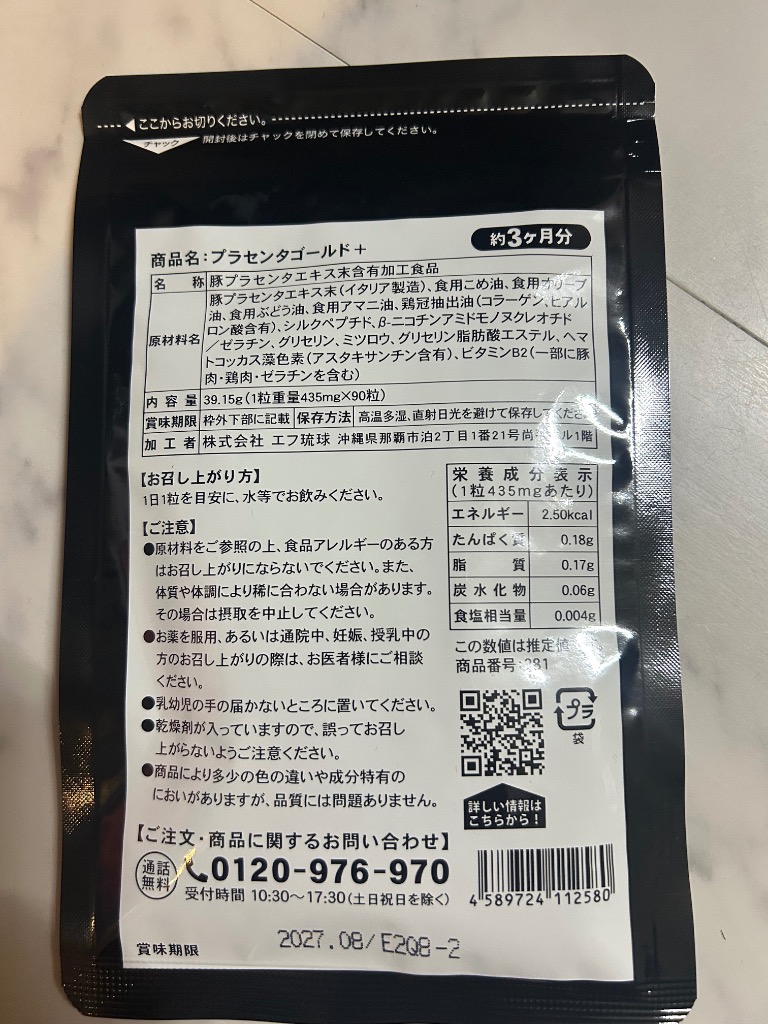 ここからお切りください。
チャック
開封後はチャックを閉めて保存してください。
約3ケ月分
商品名：プラセンタゴールド＋
名 称 豚プラセンタエキス末含有加工食品
原材料名
豚プラセンタエキス末（イタリア製造）、食用こめ油、食用オリーブ
油、食用ぶどう油、食用アマニ油、鶏冠抽出油（コラーゲン、ヒアル
ロン酸含有）、シルクペプチド、β-ニコチンアミドモノヌクレオチド
／ゼラチン、グリセリン、ミツロウ、グリセリン脂肪酸エステル、ヘマ
トコッカス藻色素（アスタキサンチン含有）、ビタミンB2（一部に豚
肉・鶏肉・ゼラチンを含む）
内容量 39.15g（1粒重量435mg×90粒）
賞味期限 枠外下部に記載 保存方法 高温多湿、直射日光を避けて保存してください
加工者 株式会社 エフ琉球 沖縄県那覇市泊2丁目1番21号尚 ル1階
【お召し上がり方】
1日1粒を目安に、水等でお飲みください。
【ご注意】
●原材料をご参照の上、食品アレルギーのある方
はお召し上がりにならないでください。また、
体質や体調により稀に合わない場合があります。
その場合は摂取を中止してください。
●お薬を服用、あるいは通院中、妊娠、授乳中の
方のお召し上がりの際は、お医者様にご相談
ください。
●乳幼児の手の届かないところに置いてください。
●乾燥剤が入っていますので、誤ってお召し
上がらないようご注意ください。
●商品により多少の色の違いや成分特有の
においがありますが、品質には問題ありません。
栄養成分表示
（1粒435mgあたり）
エネルギー 2.50kcal
たんぱく質 0.18g
脂質 0.17g
炭水化物 0.06g
食塩相当量 0.004g
この数値は推定値
商品番号：281
プラ
袋
詳しい情報は
こちらから！
【ご注文・商品に関するお問い合わせ】
通話
無料
0120-976-970
受付時間 10:30〜17:30（土日祝日を除く）
4 589724 112580
賞味期限 2027.08/E2Q8-2